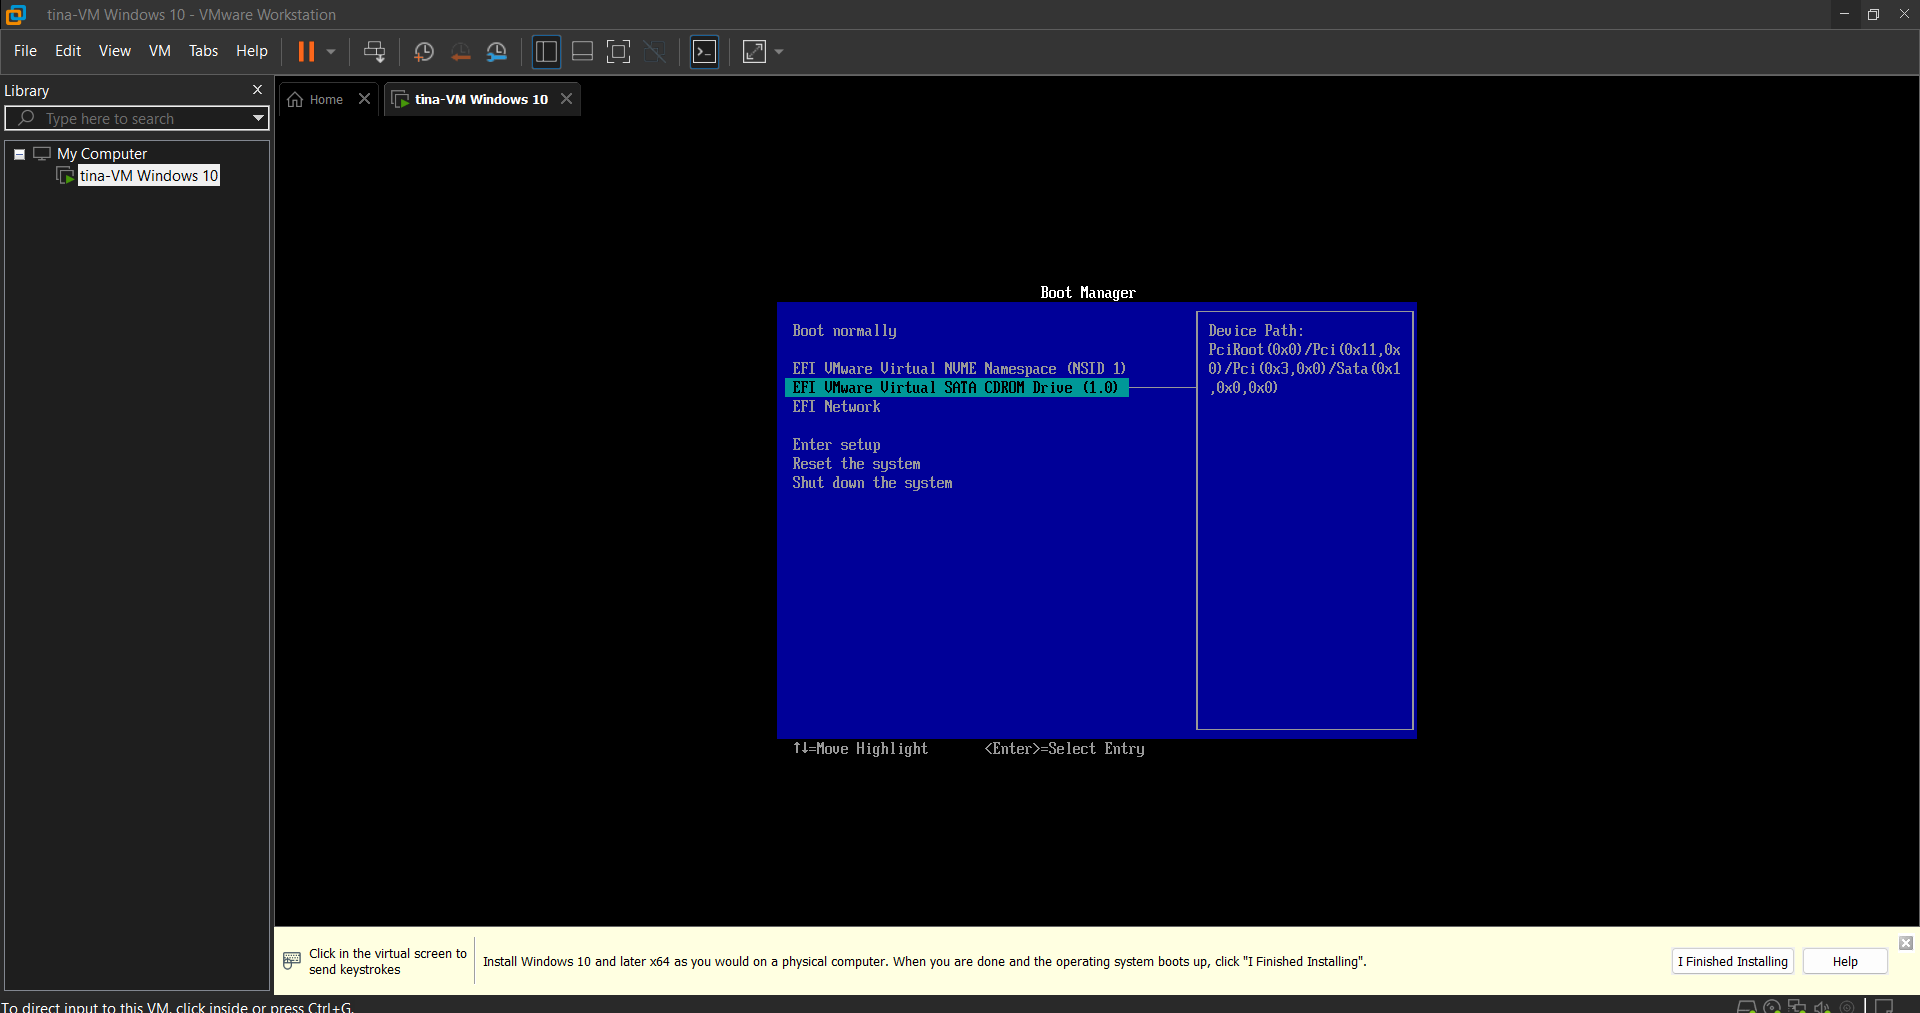 tina-VM Windows 10 - VMware Workstation
File Edit View VM Tabs Help
Library
Type here to search
My Computer
tina-VM Windows 10
Home
tina-VM Windows 10
Boot Manager
Boot normally
EFI VMware Virtual NVME Namespace (NSID 1)
EFI VMware Virtual SATA CDROM Drive (1.0)
EFI Network
Enter setup
Reset the system
Shut down the system
Device Path:
PciRoot(0x0)/Pci(0x11,0x
0)/Pci(0x3,0x0)/Sata(0x1
,0x0,0x0)
↑↓=Move Highlight <Enter>=Select Entry
Click in the virtual screen to
send keystrokes
Install Windows 10 and later x64 as you would on a physical computer. When you are done and the operating system boots up, click "I Finished Installing".
I Finished Installing
Help
To direct input to this VM, click inside or press Ctrl+G.